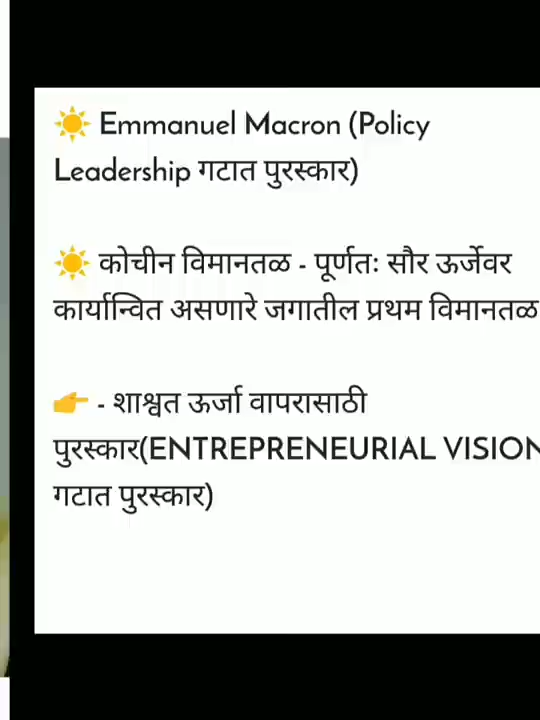 ☀️ Emmanuel Macron (Policy
Leadership गटात पुरस्कार)
☀️ कोचीन विमानतळ - पूर्णतः सौर ऊर्जेवर
कार्यान्वित असणारे जगातील प्रथम विमानतळ
👉 - शाश्वत ऊर्जा वापरासाठी
पुरस्कार(ENTREPRENEURIAL VISION
गटात पुरस्कार)